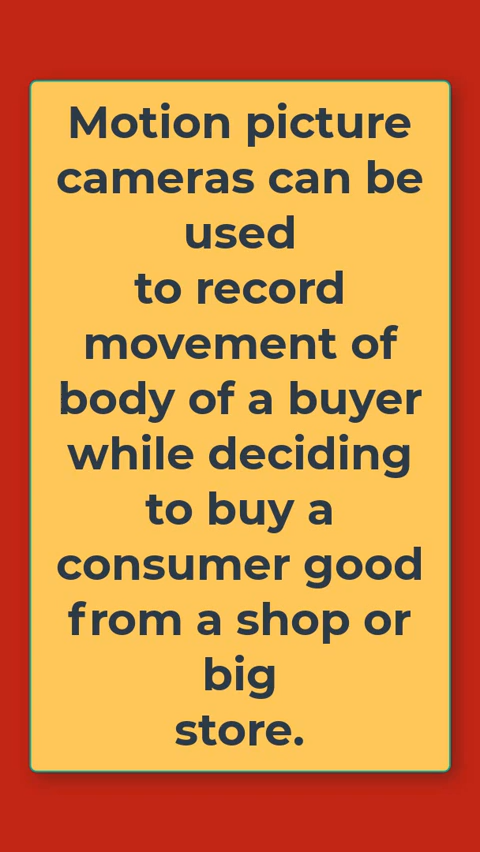 Motion picture
cameras can be
used
to record
movement of
body of a buyer
while deciding
to buy a
consumer good
from a shop or
big
store.